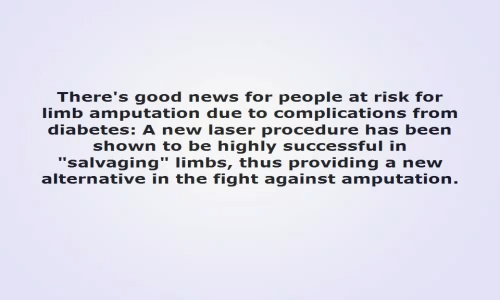 There's good news for people at risk for
limb amputation due to complications from
diabetes: A new laser procedure has been
shown to be highly successful in
"salvaging" limbs, thus providing a new
alternative in the fight against amputation.